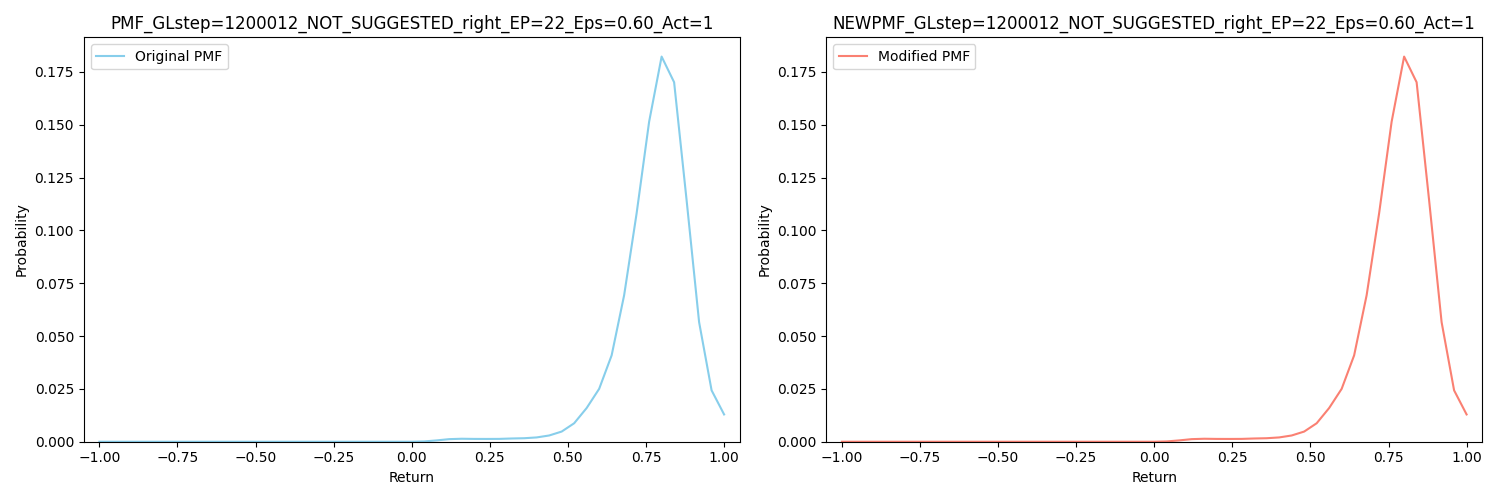 PMF_GLstep=1200012_NOT_SUGGESTED_right_EP=22_Eps=0.60_Act=1
Original PMF
0.175
0.150
0.125
0.100
0.075
0.050
0.025
0.000
Probability
−1.00 −0.75 −0.50 −0.25 0.00 0.25 0.50 0.75 1.00
Return
NEWPMF_GLstep=1200012_NOT_SUGGESTED_right_EP=22_Eps=0.60_Act=1
Modified PMF
0.175
0.150
0.125
0.100
0.075
0.050
0.025
0.000
Probability
−1.00 −0.75 −0.50 −0.25 0.00 0.25 0.50 0.75 1.00
Return